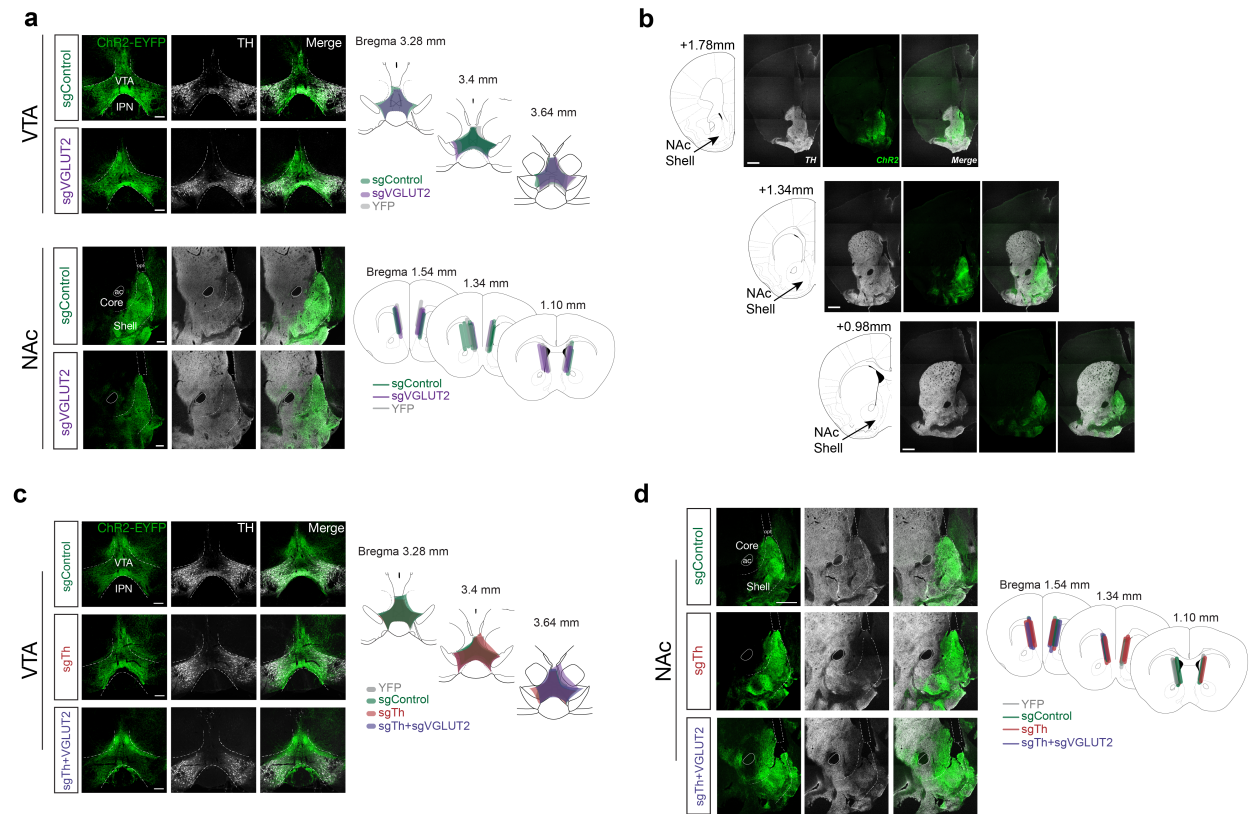 a
VTA
sgControl
sgVGLUT2
ChR2-EYFP
TH
Merge
VTA
IPN
Bregma 3.28 mm
3.4 mm
3.64 mm
sgControl
sgVGLUT2
YFP
NAc
sgControl
sgVGLUT2
opt
ac
Core
Shell
Bregma 1.54 mm
1.34 mm
1.10 mm
sgControl
sgVGLUT2
YFP
b
+1.78mm
NAc
Shell
TH
ChR2
Merge
+1.34mm
NAc
Shell
+0.98mm
NAc
Shell
c
VTA
sgControl
sgTh
sgTh+VGLUT2
ChR2-EYFP
TH
Merge
VTA
IPN
Bregma 3.28 mm
3.4 mm
3.64 mm
YFP
sgControl
sgTh
sgTh+sgVGLUT2
d
NAc
sgControl
sgTh
sgTh+VGLUT2
opt
Core
ac
Shell
Bregma 1.54 mm
1.34 mm
1.10 mm
YFP
sgControl
sgTh
sgTh+sgVGLUT2